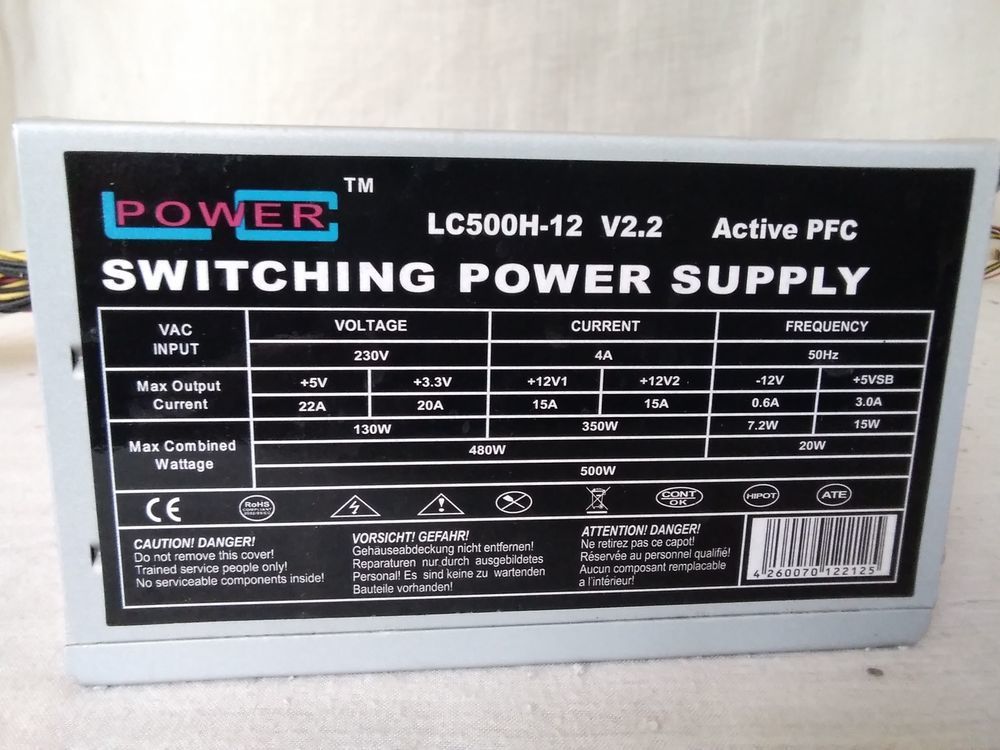 LC POWER TM
LC500H-12 V2.2 Active PFC
SWITCHING POWER SUPPLY
VAC INPUT VOLTAGE CURRENT FREQUENCY
230V 4A 50Hz
Max Output Current +5V +3.3V +12V1 +12V2 -12V +5VSB
22A 20A 15A 15A 0.6A 3.0A
Max Combined Wattage 130W 350W 7.2W 15W
480W 20W
500W
CE RoHS COMPLIANT CONT OK HIPOT ATE
CAUTION! DANGER!
Do not remove this cover!
Trained service people only!
No serviceable components inside!
VORSICHT! GEFAHR!
Gehäuseabdeckung nicht entfernen!
Reparaturen nur durch ausgebildetes
Personal! Es sind keine zu wartenden
Bauteile vorhanden!
ATTENTION! DANGER!
Ne retirez pas ce capot!
Réservée au personnel qualifié!
Aucun composant remplacable
a l'intérieur!
4 260070 122125